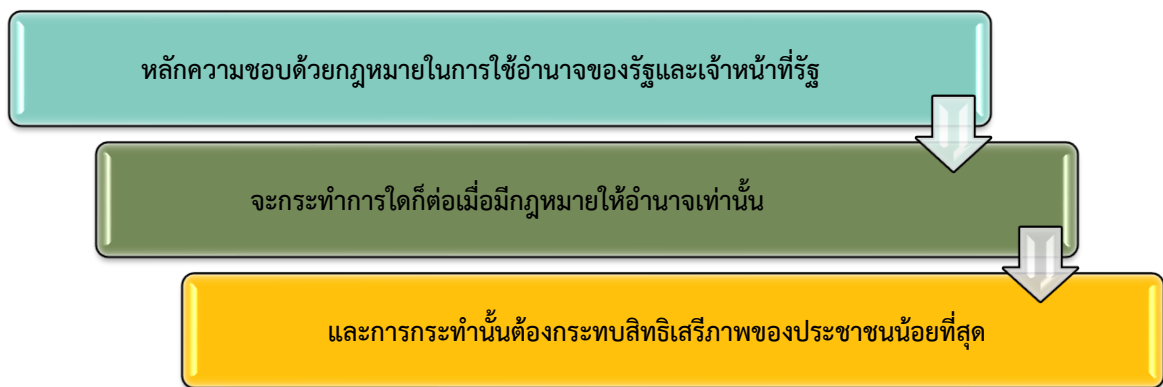 หลักความชอบด้วยกฎหมายในการใช้อำนาจของรัฐและเจ้าหน้าที่รัฐ
จะกระทำการใดก็ต่อเมื่อมีกฎหมายให้อำนาจเท่านั้น
และการกระทำนั้นต้องกระทบสิทธิเสรีภาพของประชาชนน้อยที่สุด